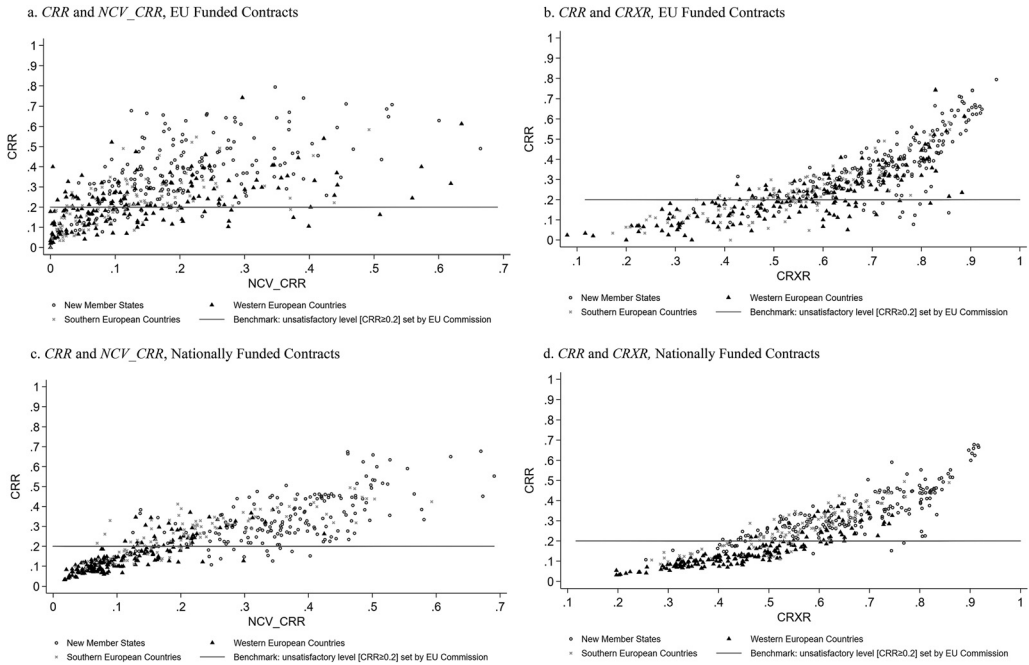 a. CRR and NCV_CRR, EU Funded Contracts
CRR
1
.9
.8
.7
.6
.5
.4
.3
.2
.1
0
0 .1 .2 .3 .4 .5 .6 .7
NCV_CRR
New Member States Western European Countries
Southern European Countries Benchmark: unsatisfactory level [CRR≥0.2] set by EU Commission
b. CRR and CRXR, EU Funded Contracts
CRR
1
.9
.8
.7
.6
.5
.4
.3
.2
.1
0
.1 .2 .3 .4 .5 .6 .7 .8 .9 1
CRXR
New Member States Western European Countries
Southern European Countries Benchmark: unsatisfactory level [CRR≥0.2] set by EU Commission
c. CRR and NCV_CRR, Nationally Funded Contracts
CRR
1
.9
.8
.7
.6
.5
.4
.3
.2
.1
0
0 .1 .2 .3 .4 .5 .6 .7
NCV_CRR
New Member States Western European Countries
Southern European Countries Benchmark: unsatisfactory level [CRR≥0.2] set by EU Commission
d. CRR and CRXR, Nationally Funded Contracts
CRR
1
.9
.8
.7
.6
.5
.4
.3
.2
.1
0
.1 .2 .3 .4 .5 .6 .7 .8 .9 1
CRXR
New Member States Western European Countries
Southern European Countries Benchmark: unsatisfactory level [CRR≥0.2] set by EU Commission